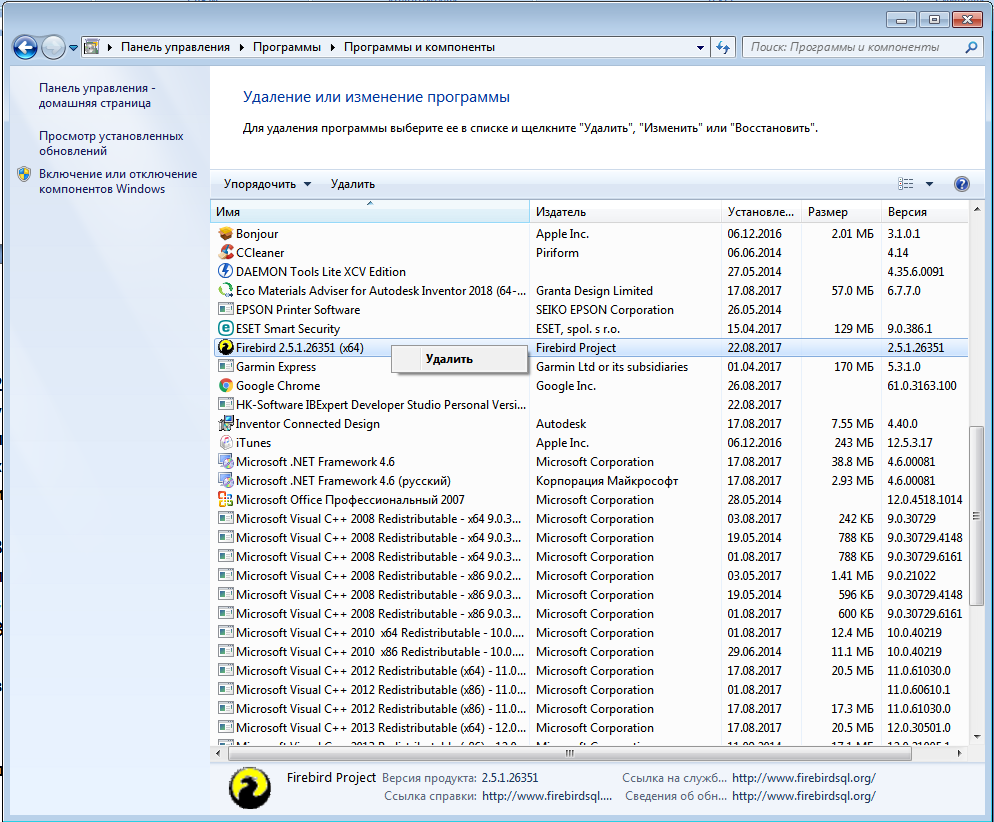 Панель управления ▸ Программы ▸ Программы и компоненты
Поиск: Программы и компоненты
Панель управления -
домашняя страница
Просмотр установленных
обновлений
Включение или отключение
компонентов Windows
Удаление или изменение программы
Для удаления программы выберите ее в списке и щелкните "Удалить", "Изменить" или "Восстановить".
Упорядочить Удалить
Имя Издатель Установле... Размер Версия
Bonjour Apple Inc. 06.12.2016 2.01 МБ 3.1.0.1
CCleaner Piriform 06.06.2014 4.14
DAEMON Tools Lite XCV Edition 27.05.2014 4.35.6.0091
Eco Materials Adviser for Autodesk Inventor 2018 (64-... Granta Design Limited 17.08.2017 57.0 МБ 6.7.7.0
EPSON Printer Software SEIKO EPSON Corporation 26.05.2014
ESET Smart Security ESET, spol. s r.o. 15.04.2017 129 МБ 9.0.386.1
Firebird 2.5.1.26351 (x64) Firebird Project 22.08.2017 2.5.1.26351
Удалить
Garmin Express Garmin Ltd or its subsidiaries 01.04.2017 170 МБ 5.3.1.0
Google Chrome Google Inc. 26.08.2017 61.0.3163.100
HK-Software IBExpert Developer Studio Personal Versi... 22.08.2017
Inventor Connected Design Autodesk 17.08.2017 7.55 МБ 4.40.0
iTunes Apple Inc. 06.12.2016 243 МБ 12.5.3.17
Microsoft .NET Framework 4.6 Microsoft Corporation 17.08.2017 38.8 МБ 4.6.00081
Microsoft .NET Framework 4.6 (русский) Корпорация Майкрософт 17.08.2017 2.93 МБ 4.6.00081
Microsoft Office Профессиональный 2007 Microsoft Corporation 28.05.2014 12.0.4518.1014
Microsoft Visual C++ 2008 Redistributable - x64 9.0.3... Microsoft Corporation 03.08.2017 242 КБ 9.0.30729
Microsoft Visual C++ 2008 Redistributable - x64 9.0.3... Microsoft Corporation 19.05.2014 788 КБ 9.0.30729.4148
Microsoft Visual C++ 2008 Redistributable - x64 9.0.3... Microsoft Corporation 01.08.2017 788 КБ 9.0.30729.6161
Microsoft Visual C++ 2008 Redistributable - x86 9.0.2... Microsoft Corporation 03.05.2017 1.41 МБ 9.0.21022
Microsoft Visual C++ 2008 Redistributable - x86 9.0.3... Microsoft Corporation 19.05.2014 596 КБ 9.0.30729.4148
Microsoft Visual C++ 2008 Redistributable - x86 9.0.3... Microsoft Corporation 01.08.2017 600 КБ 9.0.30729.6161
Microsoft Visual C++ 2010 x64 Redistributable - 10.0.... Microsoft Corporation 01.08.2017 12.4 МБ 10.0.40219
Microsoft Visual C++ 2010 x86 Redistributable - 10.0.... Microsoft Corporation 29.06.2014 11.1 МБ 10.0.40219
Microsoft Visual C++ 2012 Redistributable (x64) - 11.0... Microsoft Corporation 17.08.2017 20.5 МБ 11.0.61030.0
Microsoft Visual C++ 2012 Redistributable (x86) - 11.0... Microsoft Corporation 01.08.2017 11.0.60610.1
Microsoft Visual C++ 2012 Redistributable (x86) - 11.0... Microsoft Corporation 17.08.2017 17.3 МБ 11.0.61030.0
Microsoft Visual C++ 2013 Redistributable (x64) - 12.0... Microsoft Corporation 17.08.2017 20.5 МБ 12.0.30501.0
Firebird Project Версия продукта: 2.5.1.26351 Ссылка на служб... http://www.firebirdsql.org/
Ссылка справки: http://www.firebirdsql.... Сведения об обн... http://www.firebirdsql.org/